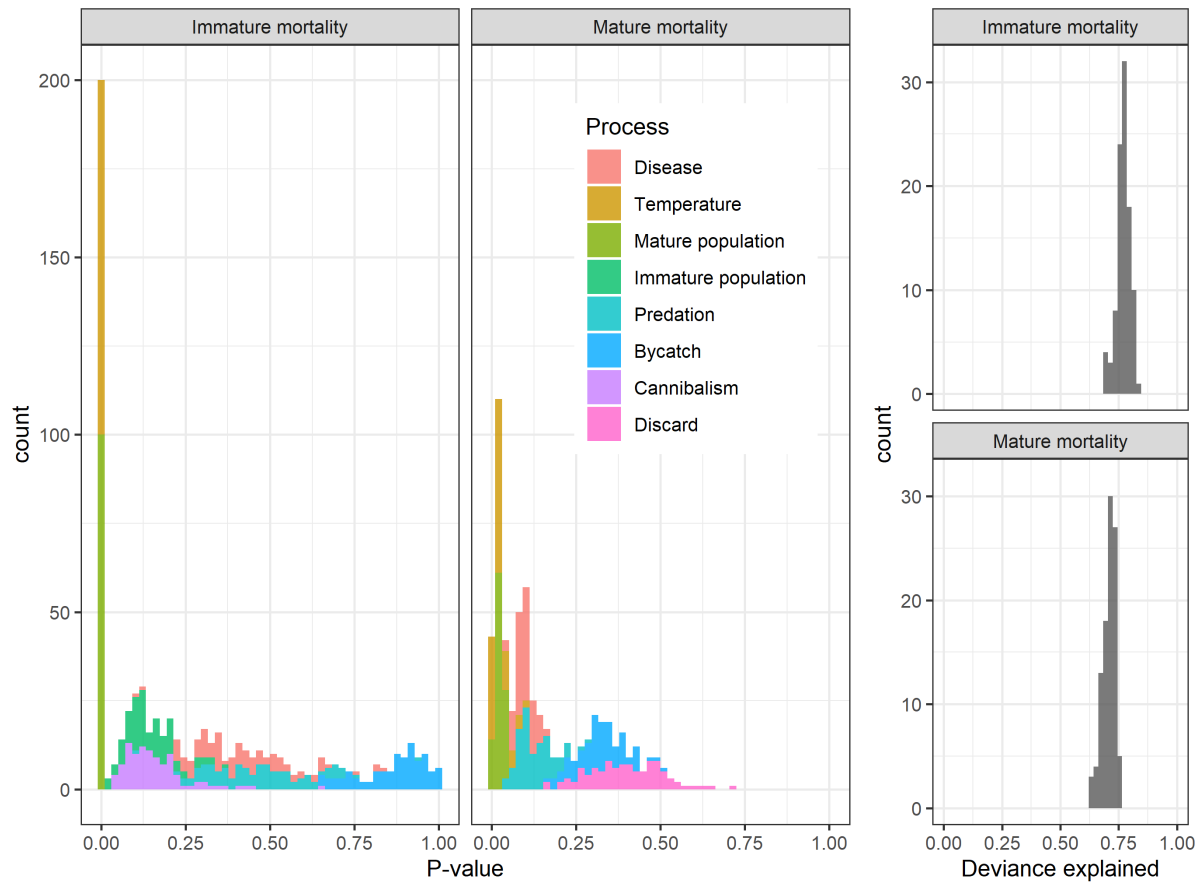 Immature mortality
Mature mortality
Immature mortality
200
150
100
50
0
count
Process
Disease
Temperature
Mature population
Immature population
Predation
Bycatch
Cannibalism
Discard
0.00 0.25 0.50 0.75 1.00
0.00 0.25 0.50 0.75 1.00
P-value
30
20
10
0
count
Mature mortality
30
20
10
0
0.00 0.25 0.50 0.75 1.00
Deviance explained